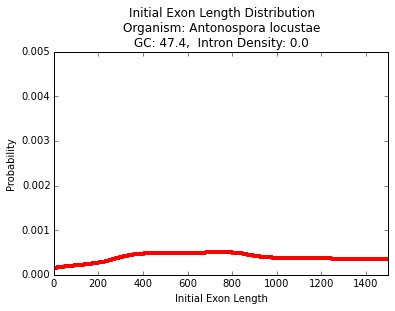 Initial Exon Length Distribution
Organism: Antonospora locustae
GC: 47.4,  Intron Density: 0.0
0.005
0.004
0.003
0.002
0.001
0.000
Probability
0 200 400 600 800 1000 1200 1400
Initial Exon Length